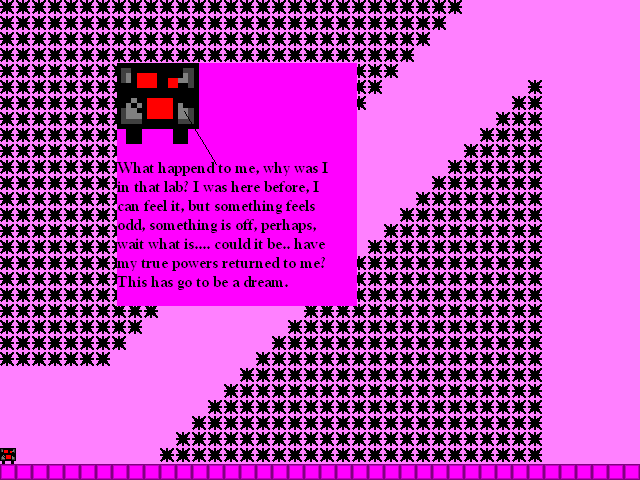 What happend to me, why was I
in that lab? I was here before, I
can feel it, but something feels
odd, something is off, perhaps,
wait what is.... could it be.. have
my true powers returned to me?
This has go to be a dream.